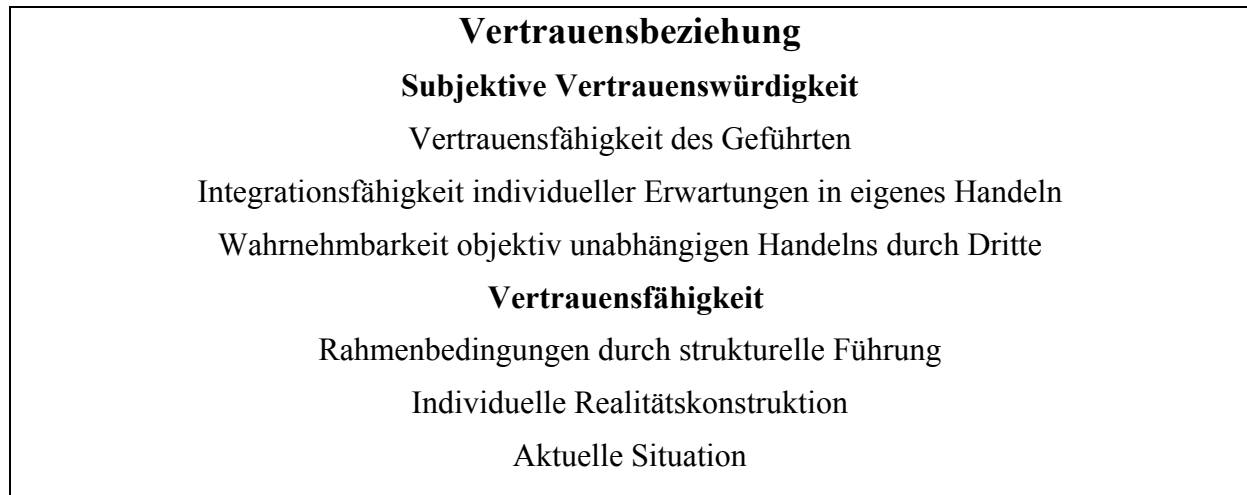 Vertrauensbeziehung
Subjektive Vertrauenswürdigkeit
Vertrauensfähigkeit des Geführten
Integrationsfähigkeit individueller Erwartungen in eigenes Handeln
Wahrnehmbarkeit objektiv unabhängigen Handelns durch Dritte
Vertrauensfähigkeit
Rahmenbedingungen durch strukturelle Führung
Individuelle Realitätskonstruktion
Aktuelle Situation